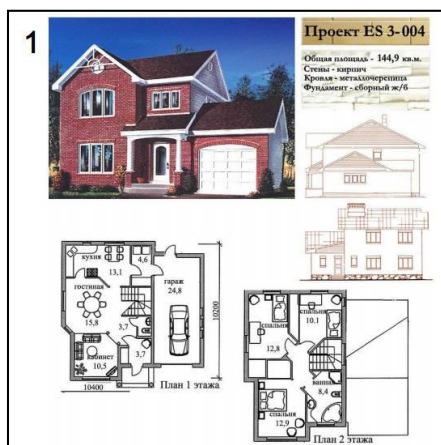 1
Проект ES 3-004
Общая площадь - 144,9 кв.м.
Стены - кирпич
Кровля - металлочерепица
Фундамент - сборный ж/б
кухня
13,1
4,6
гараж
24,8
гостиная
15,8
3,7
3,7
кабинет
10,5
10200
10400
План 1 этажа
спальня
10.1
спальня
12,8
ванная
8,4
спальня
12,9
План 2 этажа